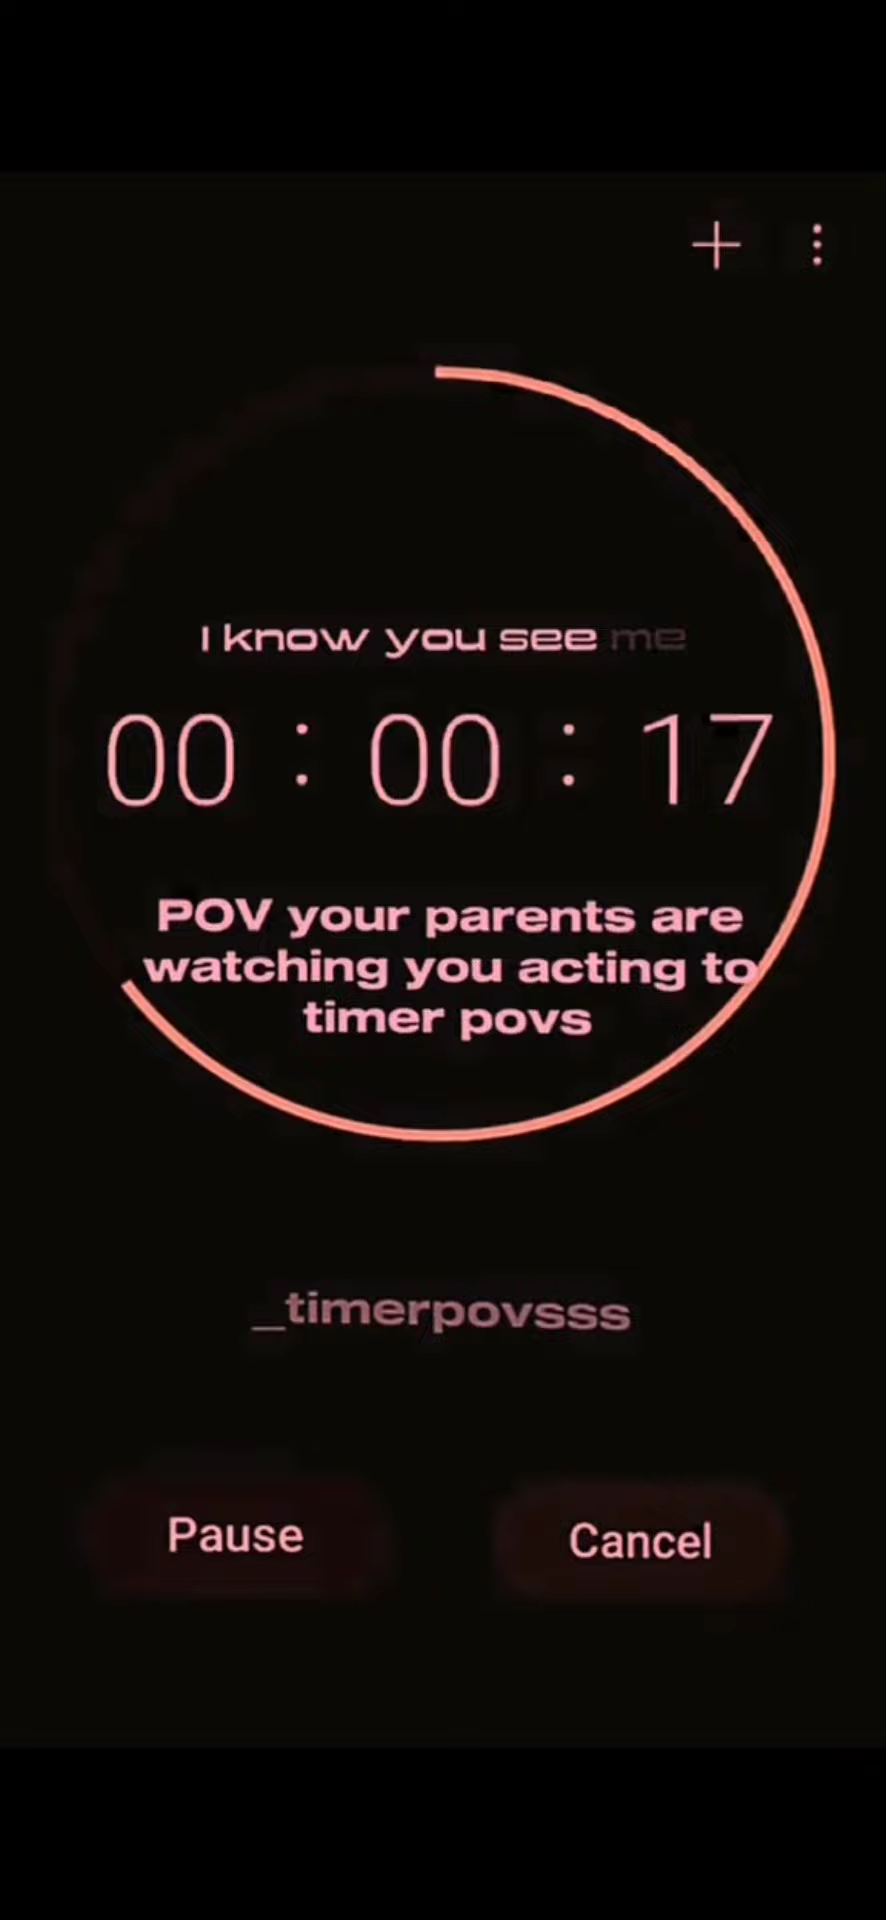 I know you see me
00 : 00 : 17
POV your parents are
watching you acting to
timer povs
_timerpovsss
Pause
Cancel